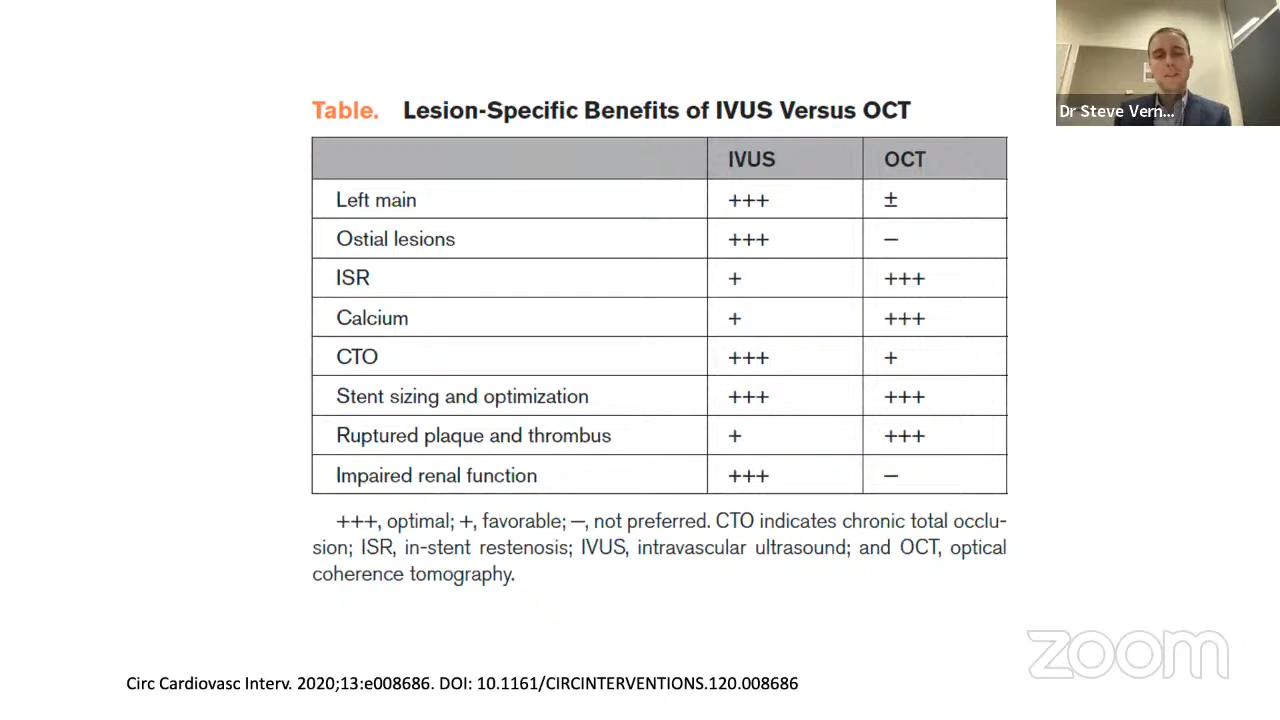 Dr Steve Vern...
Table. Lesion-Specific Benefits of IVUS Versus OCT
IVUS OCT
Left main +++ ±
Ostial lesions +++ –
ISR + +++
Calcium + +++
CTO +++ +
Stent sizing and optimization +++ +++
Ruptured plaque and thrombus + +++
Impaired renal function +++ –
+++, optimal; +, favorable; –, not preferred. CTO indicates chronic total occlu-
sion; ISR, in-stent restenosis; IVUS, intravascular ultrasound; and OCT, optical
coherence tomography.
zoom
Circ Cardiovasc Interv. 2020;13:e008686. DOI: 10.1161/CIRCINTERVENTIONS.120.008686